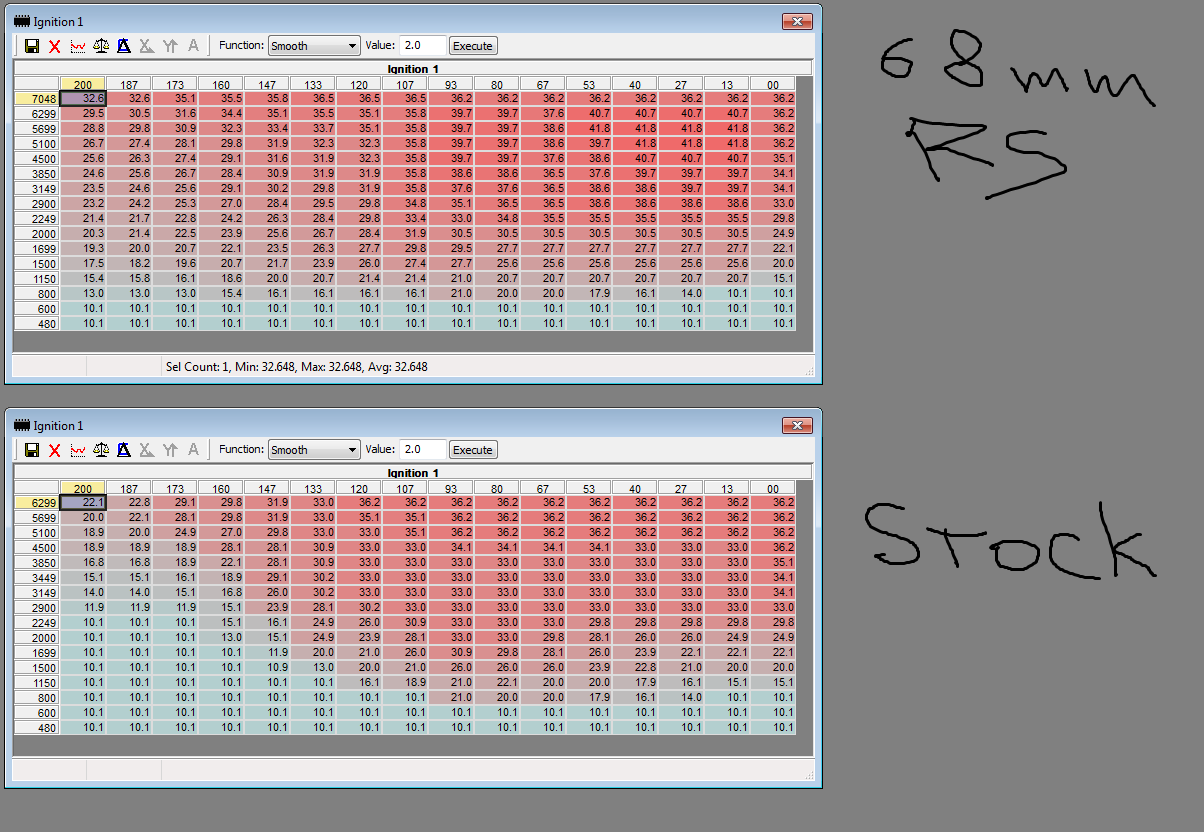 Ignition 1
Function: Smooth Value: 2.0 Execute
Ignition 1
200 187 173 160 147 133 120 107 93 80 67 53 40 27 13 00
7048 32.6 32.6 35.1 35.5 35.8 36.5 36.5 36.5 36.2 36.2 36.2 36.2 36.2 36.2 36.2 36.2
6299 29.5 30.5 31.6 34.4 35.1 35.5 35.1 35.8 39.7 39.7 37.6 40.7 40.7 40.7 40.7 36.2
5699 28.8 29.8 30.9 32.3 33.4 33.7 35.1 35.8 39.7 39.7 38.6 41.8 41.8 41.8 41.8 36.2
5100 26.7 27.4 28.1 29.8 31.9 32.3 32.3 35.8 39.7 39.7 38.6 39.7 41.8 41.8 41.8 36.2
4500 25.6 26.3 27.4 29.1 31.6 31.9 32.3 35.8 39.7 39.7 37.6 38.6 40.7 40.7 40.7 35.1
3850 24.6 25.6 26.7 28.4 30.9 31.9 31.9 35.8 38.6 38.6 36.5 37.6 39.7 39.7 39.7 34.1
3149 23.5 24.6 25.6 29.1 30.2 29.8 31.9 35.8 37.6 37.6 36.5 38.6 38.6 39.7 39.7 34.1
2900 23.2 24.2 25.3 27.0 28.4 29.5 29.8 34.8 35.1 36.5 36.5 38.6 38.6 38.6 38.6 33.0
2249 21.4 21.7 22.8 24.2 26.3 28.4 29.8 33.4 33.0 34.8 35.5 35.5 35.5 35.5 35.5 29.8
2000 20.3 21.4 22.5 23.9 25.6 26.7 28.4 31.9 30.5 30.5 30.5 30.5 30.5 30.5 30.5 24.9
1699 19.3 20.0 20.7 22.1 23.5 26.3 27.7 29.8 29.5 27.7 27.7 27.7 27.7 27.7 27.7 22.1
1500 17.5 18.2 19.6 20.7 21.7 23.9 26.0 27.4 27.7 25.6 25.6 25.6 25.6 25.6 25.6 20.0
1150 15.4 15.8 16.1 18.6 20.0 20.7 21.4 21.4 21.0 20.7 20.7 20.7 20.7 20.7 20.7 15.1
800 13.0 13.0 13.0 15.4 16.1 16.1 16.1 16.1 21.0 20.0 20.0 17.9 16.1 14.0 10.1 10.1
600 10.1 10.1 10.1 10.1 10.1 10.1 10.1 10.1 10.1 10.1 10.1 10.1 10.1 10.1 10.1 10.1
480 10.1 10.1 10.1 10.1 10.1 10.1 10.1 10.1 10.1 10.1 10.1 10.1 10.1 10.1 10.1 10.1
Sel Count: 1, Min: 32.648, Max: 32.648, Avg: 32.648
68mm
RS
Ignition 1
Function: Smooth Value: 2.0 Execute
Ignition 1
200 187 173 160 147 133 120 107 93 80 67 53 40 27 13 00
6299 22.1 22.8 29.1 29.8 31.9 33.0 36.2 36.2 36.2 36.2 36.2 36.2 36.2 36.2 36.2 36.2
5699 20.0 22.1 28.1 29.8 31.9 33.0 35.1 35.1 36.2 36.2 36.2 36.2 36.2 36.2 36.2 36.2
5100 18.9 20.0 24.9 27.0 29.8 33.0 33.0 35.1 36.2 36.2 36.2 36.2 36.2 36.2 36.2 36.2
4500 18.9 18.9 18.9 28.1 28.1 30.9 33.0 33.0 34.1 34.1 34.1 34.1 33.0 33.0 33.0 36.2
3850 16.8 16.8 18.9 22.1 28.1 30.9 33.0 33.0 33.0 33.0 33.0 33.0 33.0 33.0 33.0 35.1
3449 15.1 15.1 16.1 18.9 29.1 30.2 33.0 33.0 33.0 33.0 33.0 33.0 33.0 33.0 33.0 34.1
3149 14.0 14.0 15.1 16.8 26.0 30.2 33.0 33.0 33.0 33.0 33.0 33.0 33.0 33.0 33.0 34.1
2900 11.9 11.9 11.9 15.1 23.9 28.1 30.2 33.0 33.0 33.0 33.0 33.0 33.0 33.0 33.0 33.0
2249 10.1 10.1 10.1 15.1 16.1 24.9 26.0 30.9 33.0 33.0 33.0 29.8 29.8 29.8 29.8 29.8
2000 10.1 10.1 10.1 13.0 15.1 24.9 23.9 28.1 33.0 33.0 29.8 28.1 26.0 26.0 24.9 24.9
1699 10.1 10.1 10.1 10.1 11.9 20.0 21.0 26.0 30.9 29.8 28.1 26.0 23.9 22.1 22.1 22.1
1500 10.1 10.1 10.1 10.1 10.9 13.0 20.0 21.0 26.0 26.0 26.0 23.9 22.8 21.0 20.0 20.0
1150 10.1 10.1 10.1 10.1 10.1 10.1 16.1 18.9 21.0 22.1 20.0 20.0 17.9 16.1 15.1 15.1
800 10.1 10.1 10.1 10.1 10.1 10.1 10.1 10.1 21.0 20.0 20.0 17.9 16.1 14.0 10.1 10.1
600 10.1 10.1 10.1 10.1 10.1 10.1 10.1 10.1 10.1 10.1 10.1 10.1 10.1 10.1 10.1 10.1
480 10.1 10.1 10.1 10.1 10.1 10.1 10.1 10.1 10.1 10.1 10.1 10.1 10.1 10.1 10.1 10.1
Stock